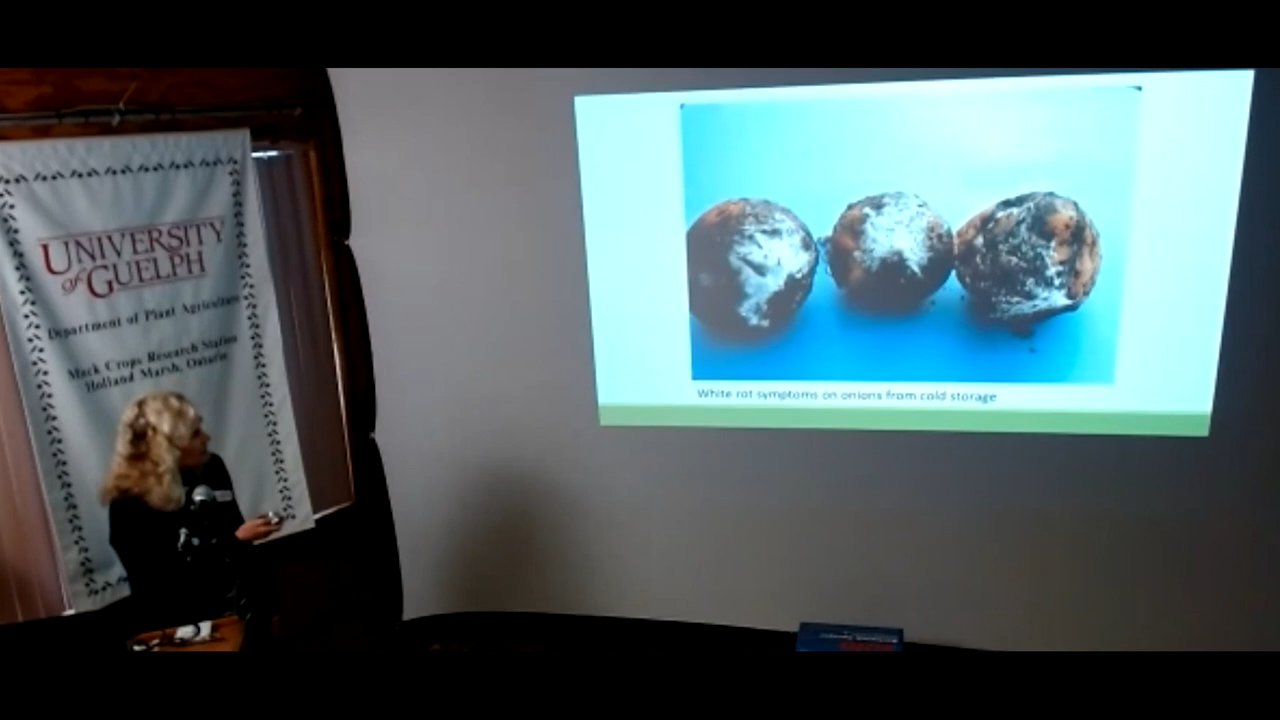 UNIVERSITY
of GUELPH
Department of Plant Agriculture
Muck Crops Research Station
Holland Marsh, Ontario
White rot symptoms on onions from cold storage